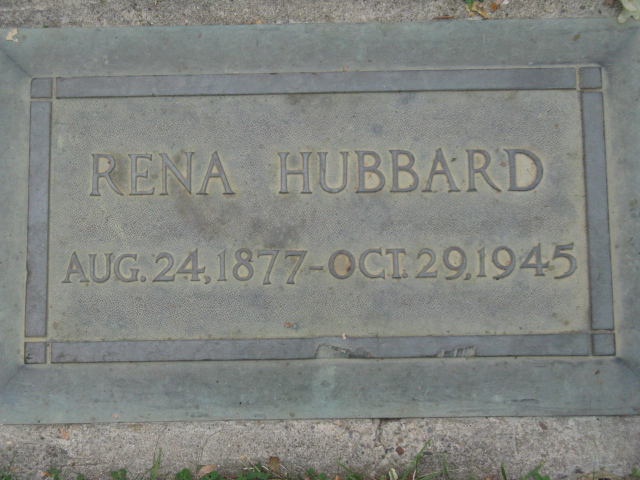 RENA HUBBARD
AUG. 24, 1877-OCT. 29, 1945